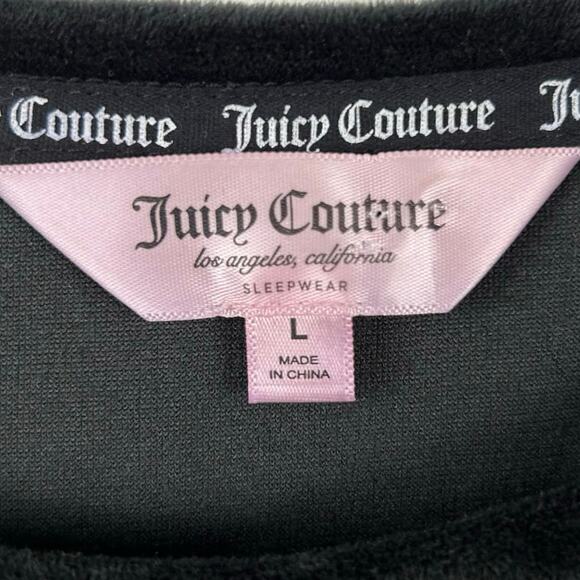 Couture Juicy Couture Ju
Juicy Couture
los angeles, california
SLEEPWEAR
L
MADE
IN CHINA